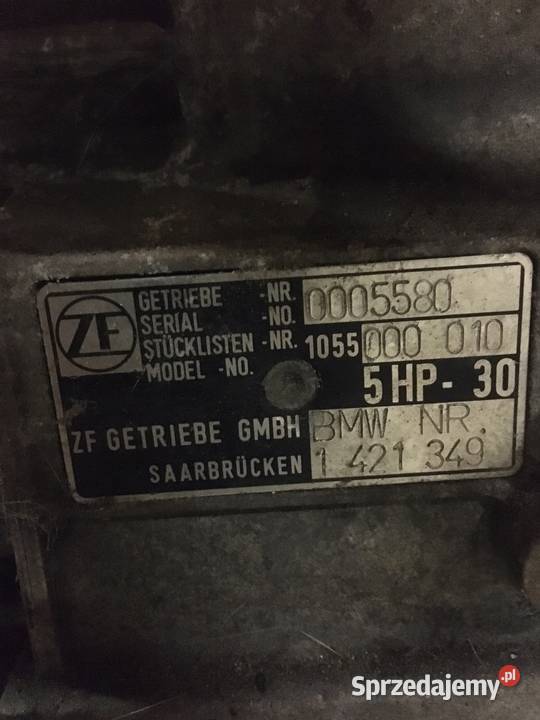 ZF
GETRIEBE -NR. 0005580
SERIAL -NO.
STÜCKLISTEN -NR. 1055 000 010
MODEL -NO.
5 HP - 30
ZF GETRIEBE GMBH BMW NR.
SAARBRÜCKEN 1 421 349
Sprzedajemy.pl